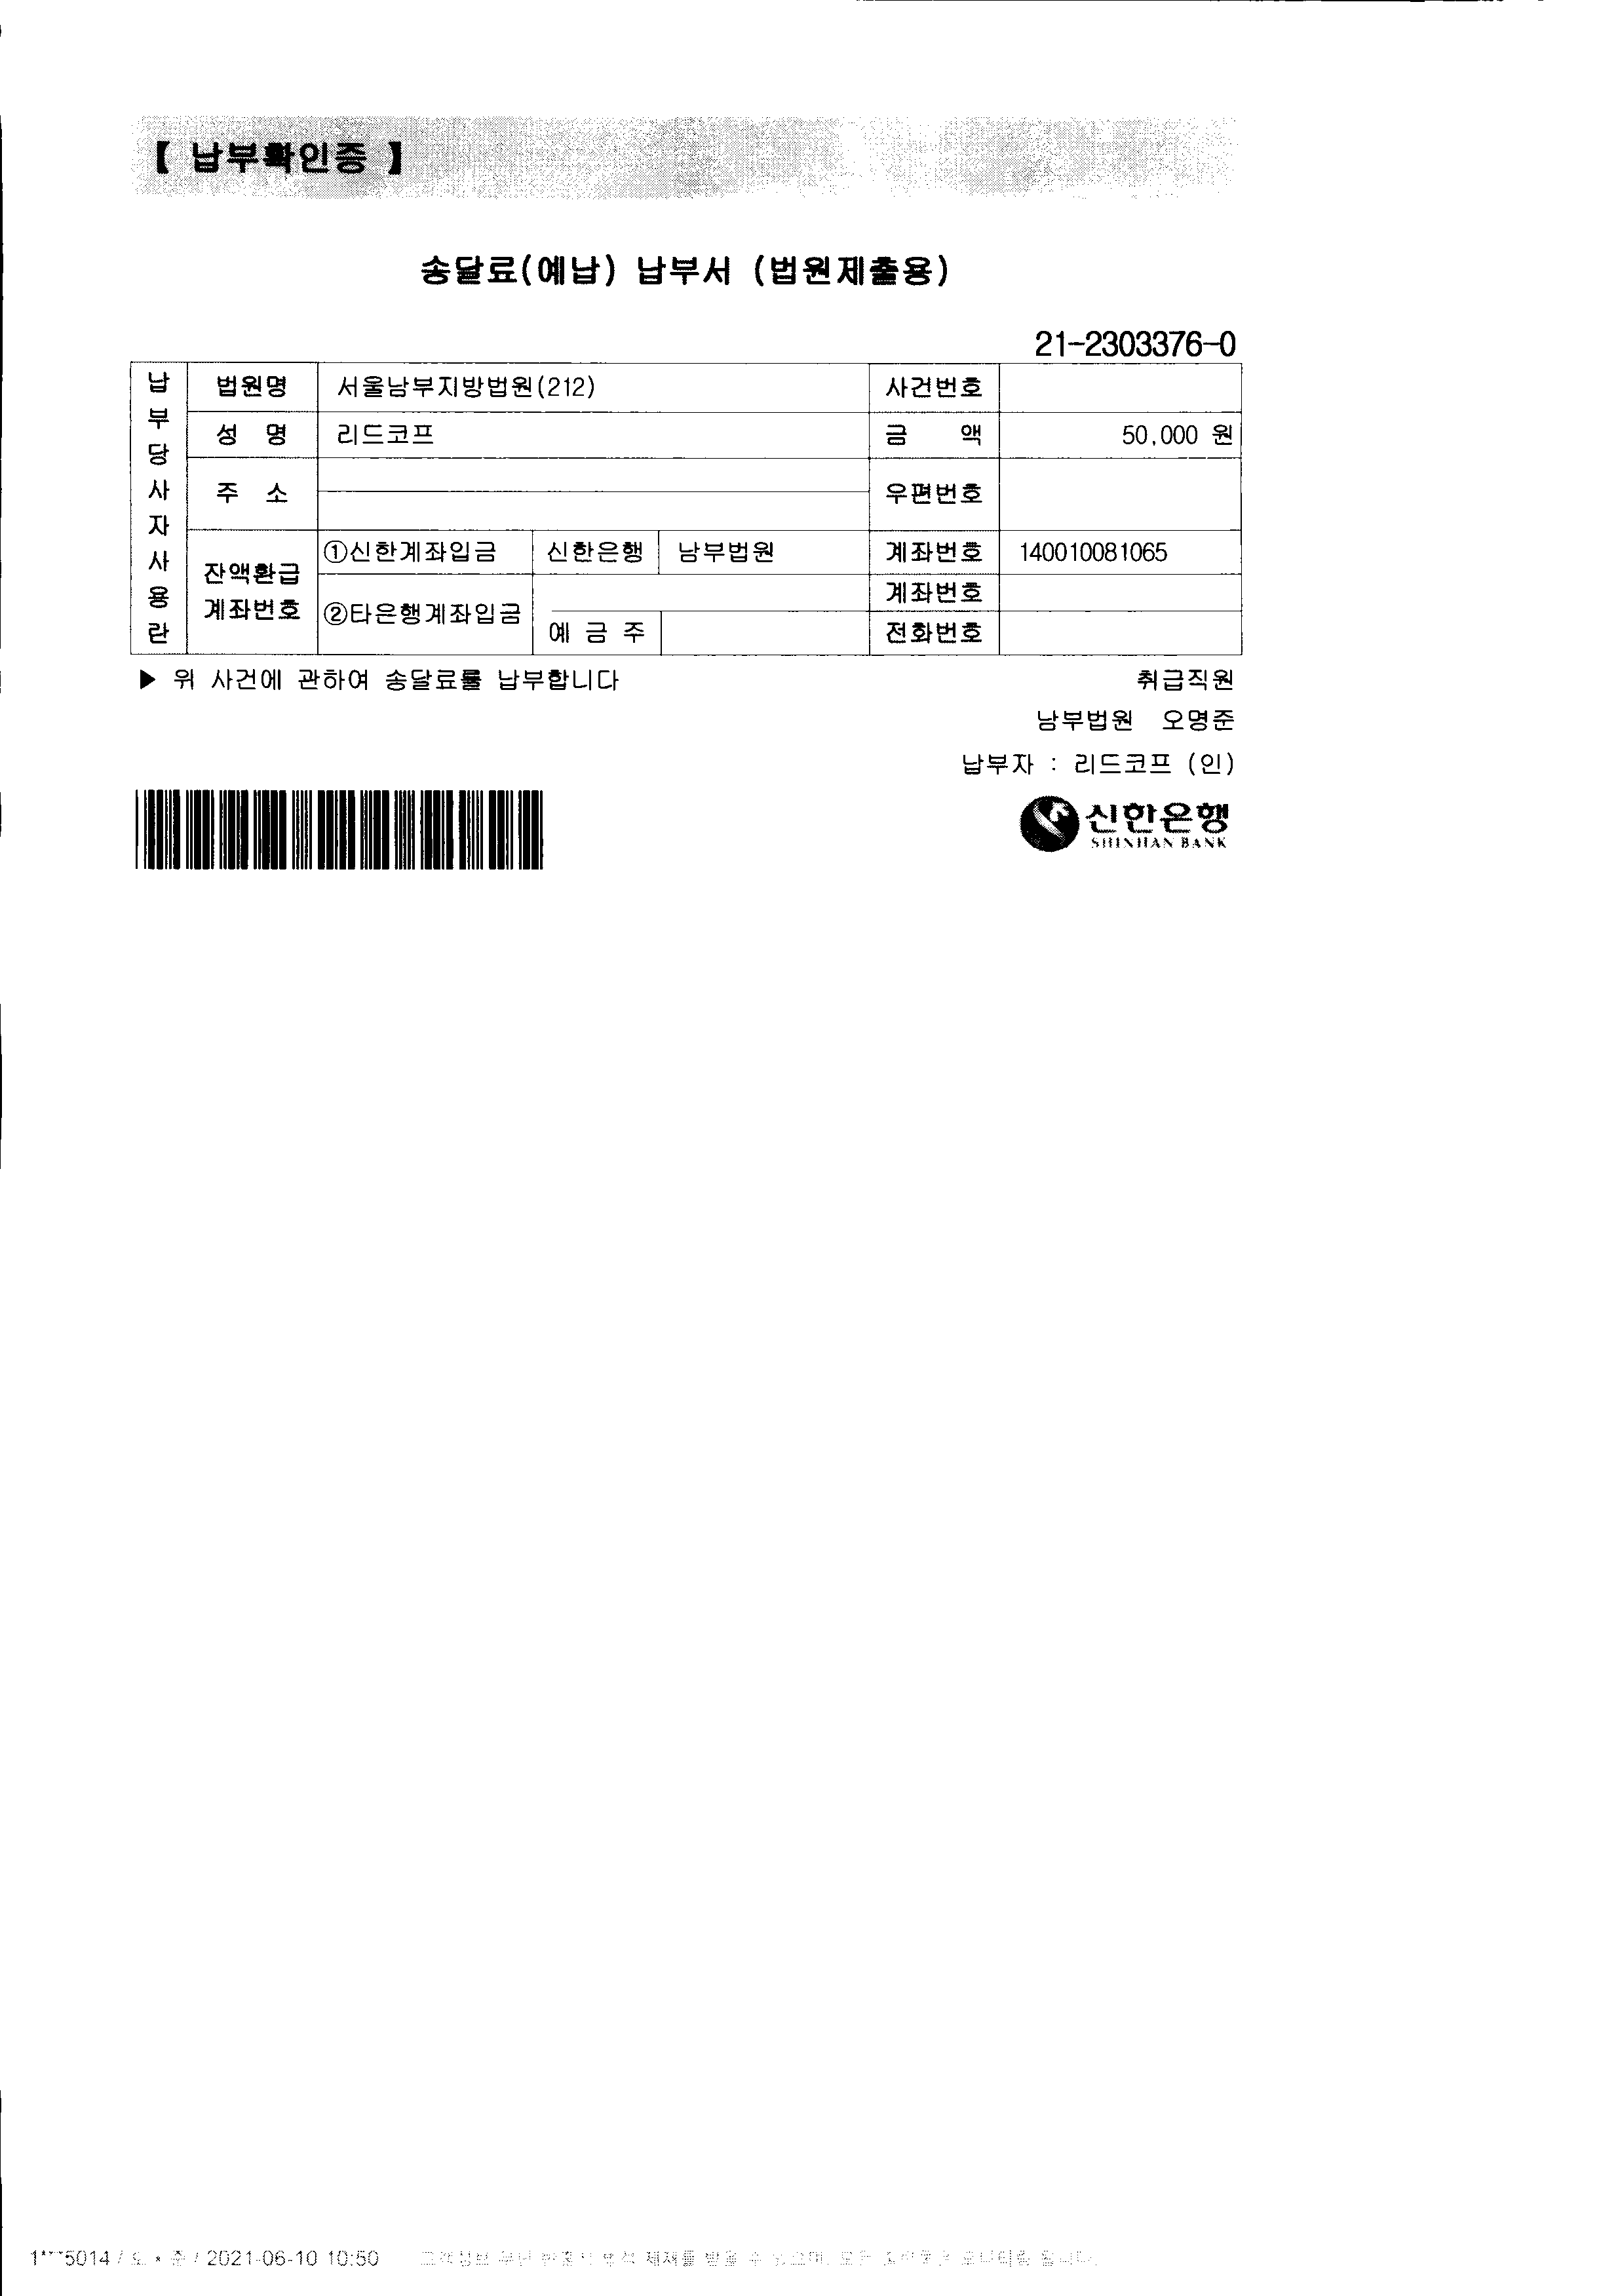 【 납부확인증 】
송달료(예납) 납부서 (법원제출용)
21-2303376-0
납부당사자사용란
법원명 서울남부지방법원(212) 사건번호
성 명 리드코프 금 액 50,000 원
주 소 우편번호
잔액환급 계좌번호 ①신한계좌입금 신한은행 남부법원 계좌번호 140010081065
②타은행계좌입금 계좌번호
예 금 주 전화번호
▶ 위 사건에 관하여 송달료를 납부합니다 취급직원
남부법원 오명준
납부자 : 리드코프 (인)
신한은행
SHINHAN BANK
1***5014 / 오 * 준 / 2021-06-10 10:50 제재를 받을 수